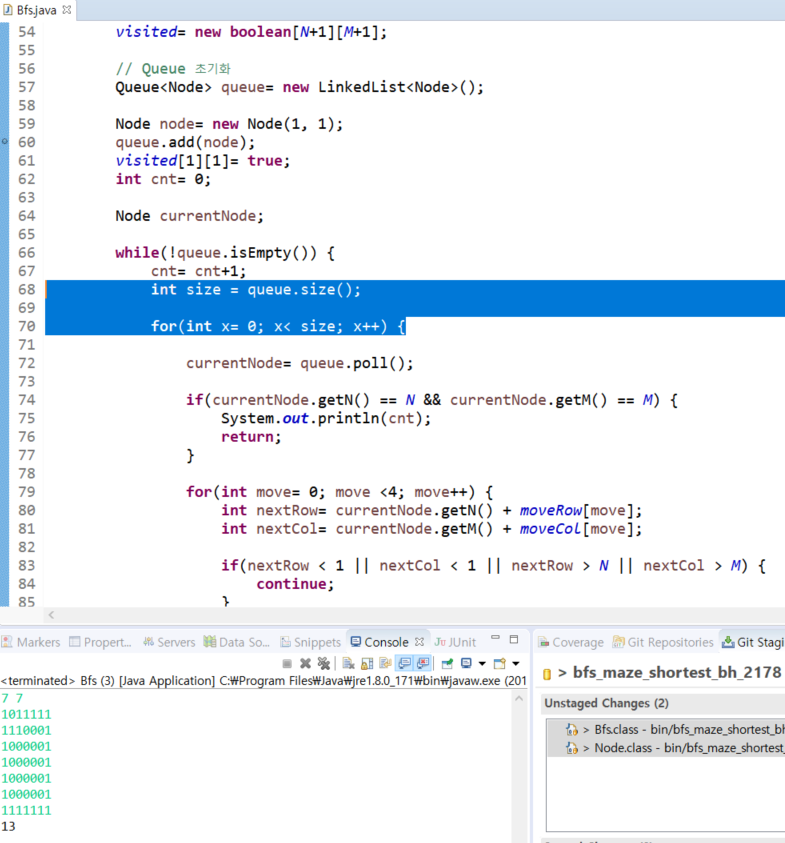 Bfs.java
54 visited= new boolean[N+1][M+1];
55
56 // Queue 초기화
57 Queue<Node> queue= new LinkedList<Node>();
58
59 Node node= new Node(1, 1);
60 queue.add(node);
61 visited[1][1]= true;
62 int cnt= 0;
63
64 Node currentNode;
65
66 while(!queue.isEmpty()) {
67 cnt= cnt+1;
68 int size = queue.size();
69
70 for(int x= 0; x< size; x++) {
71
72 currentNode= queue.poll();
73
74 if(currentNode.getN() == N && currentNode.getM() == M) {
75 System.out.println(cnt);
76 return;
77 }
78
79 for(int move= 0; move <4; move++) {
80 int nextRow= currentNode.getN() + moveRow[move];
81 int nextCol= currentNode.getM() + moveCol[move];
82
83 if(nextRow < 1 || nextCol < 1 || nextRow > N || nextCol > M) {
84 continue;
85 }
Markers Propert... Servers Data So... Snippets Console JUnit
<terminated> Bfs (3) [Java Application] C:₩Program Files₩Java₩jre1.8.0_171₩bin₩javaw.exe (201
7 7
1011111
1110001
1000001
1000001
1000001
1000001
1111111
13
Coverage Git Repositories Git Stagi
> bfs_maze_shortest_bh_2178
Unstaged Changes (2)
> Bfs.class - bin/bfs_maze_shortest_bh
> Node.class - bin/bfs_maze_shortest_